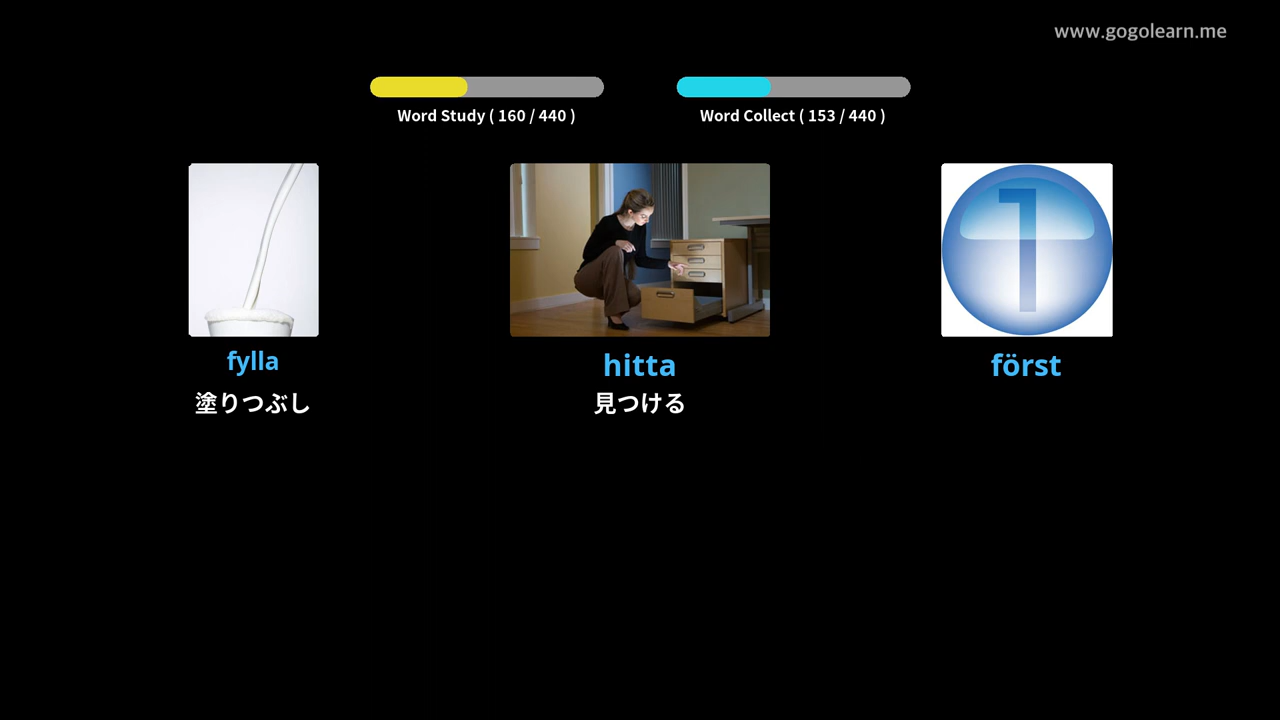 www.gogolearn.me
Word Study ( 160 / 440 )
Word Collect ( 153 / 440 )
1
fylla
hitta
först
塗りつぶし
見つける